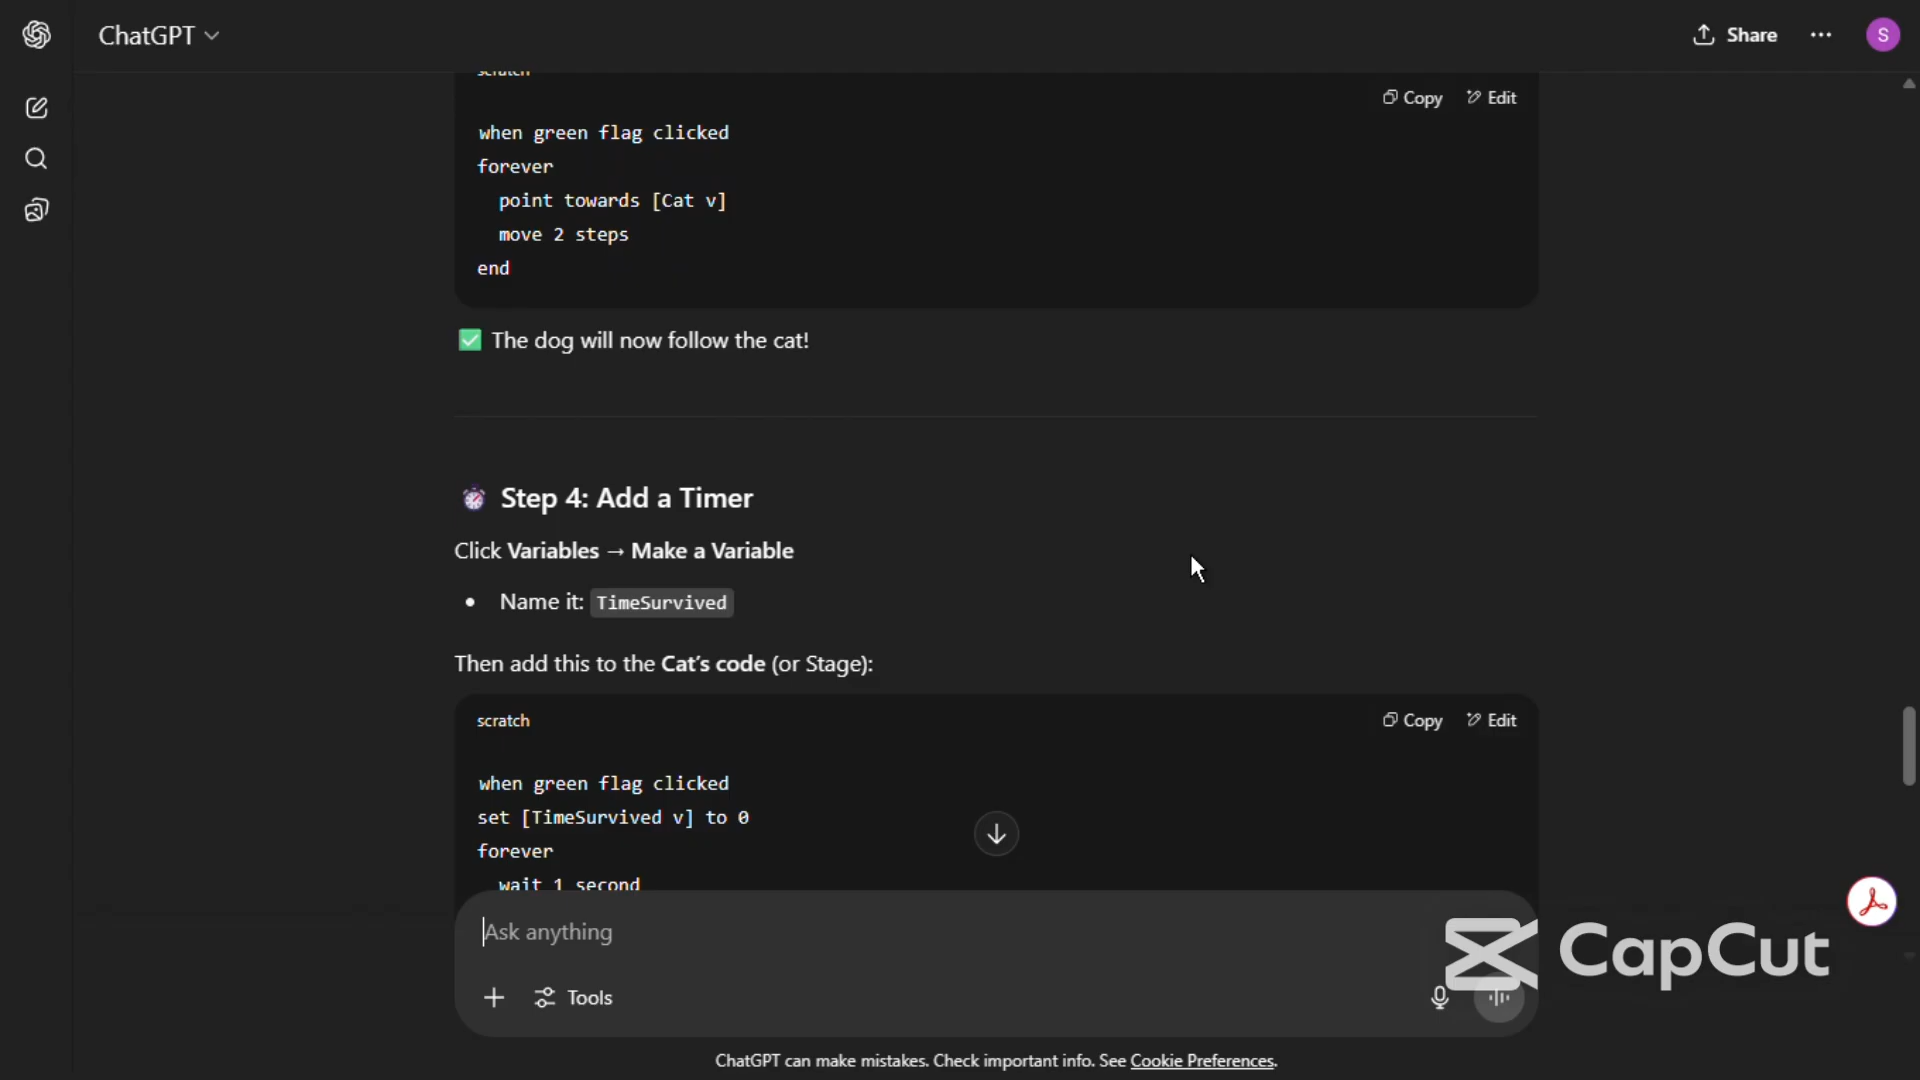 ChatGPT
Share
S
scratch
Copy Edit
when green flag clicked
forever
point towards [Cat v]
move 2 steps
end
✅ The dog will now follow the cat!
⏱️ Step 4: Add a Timer
Click Variables → Make a Variable
• Name it: TimeSurvived
Then add this to the Cat's code (or Stage):
scratch
Copy Edit
when green flag clicked
set [TimeSurvived v] to 0
forever
wait 1 second
Ask anything
CapCut
Tools
ChatGPT can make mistakes. Check important info. See Cookie Preferences.